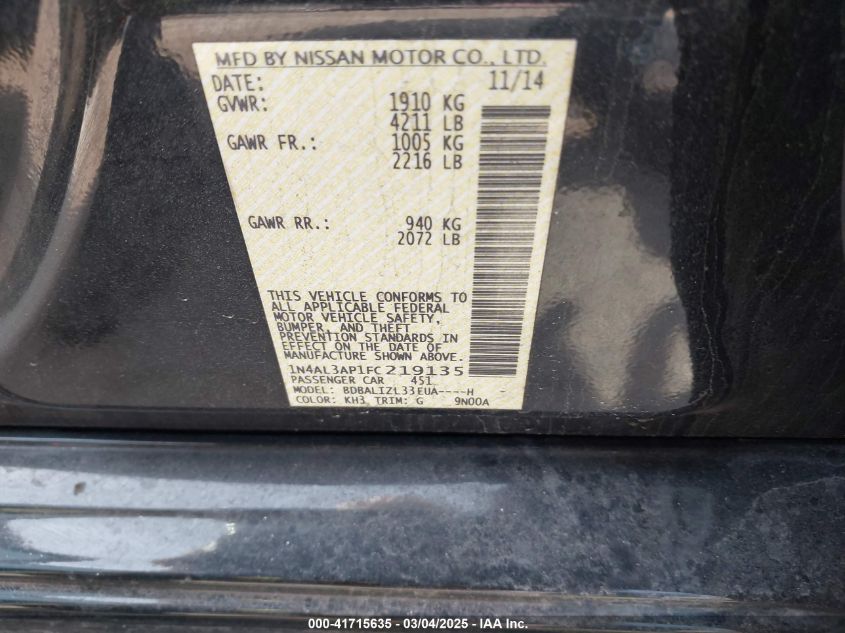 MFD BY NISSAN MOTOR CO., LTD.
DATE: 11/14
GVWR: 1910 KG
4211 LB
GAWR FR.: 1005 KG
2216 LB
GAWR RR.: 940 KG
2072 LB
THIS VEHICLE CONFORMS TO
ALL APPLICABLE FEDERAL
MOTOR VEHICLE SAFETY,
BUMPER, AND THEFT
PREVENTION STANDARDS IN
EFFECT ON THE DATE OF
MANUFACTURE SHOWN ABOVE.
1N4AL3AP1FC219135
PASSENGER CAR 451
MODEL: BDBALIZL33EUA----H
COLOR: KH3 TRIM: G 9N00A
000-41715635 - 03/04/2025 - IAA Inc.